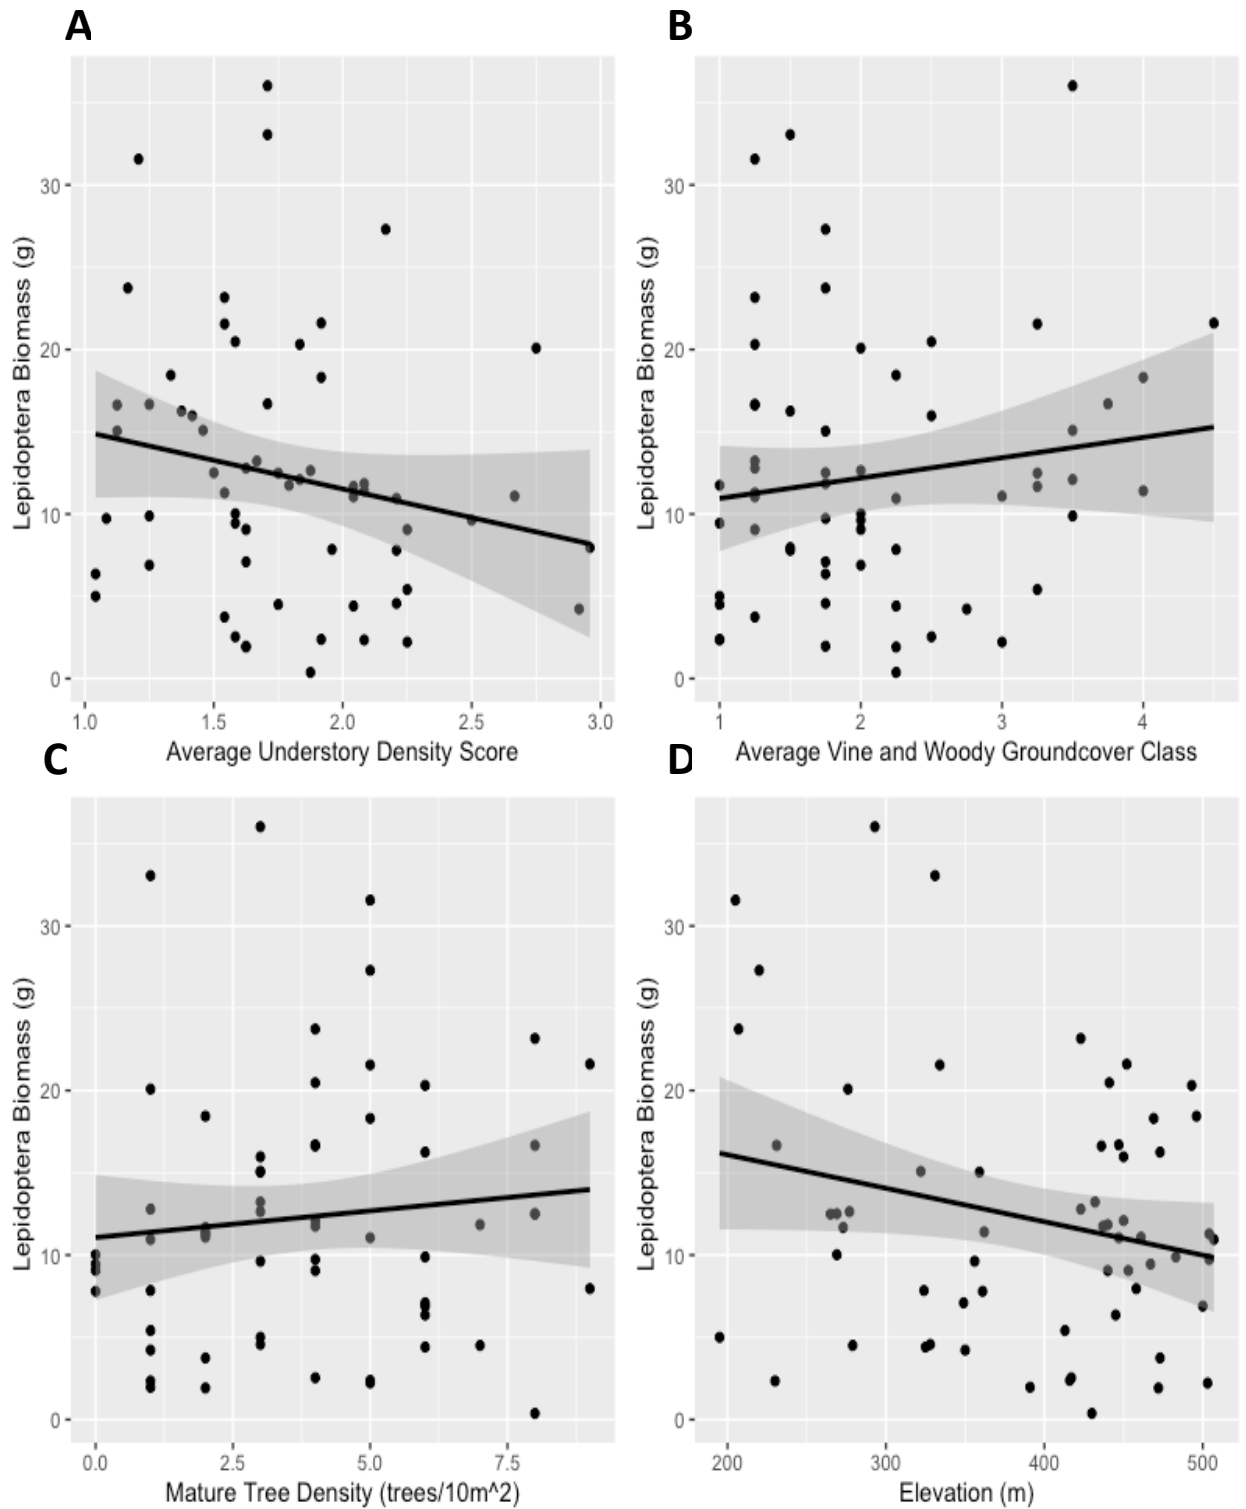 A
B
Lepidoptera Biomass (g)
30
20
10
0
1.0 1.5 2.0 2.5 3.0
Average Understory Density Score
Lepidoptera Biomass (g)
30
20
10
0
1 2 3 4
Average Vine and Woody Groundcover Class
C
D
Lepidoptera Biomass (g)
30
20
10
0
0.0 2.5 5.0 7.5
Mature Tree Density (trees/10m^2)
Lepidoptera Biomass (g)
30
20
10
0
200 300 400 500
Elevation (m)